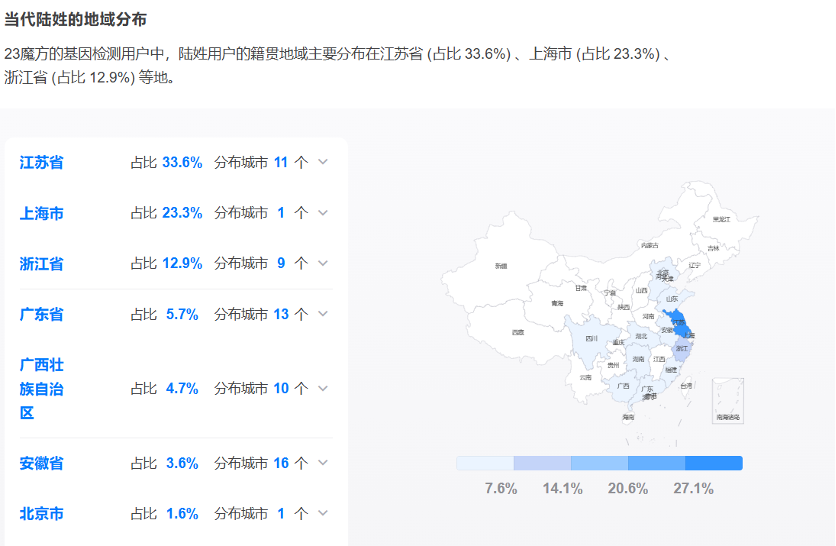 当代陆姓的地域分布
23魔方的基因检测用户中，陆姓用户的籍贯地域主要分布在江苏省 (占比 33.6%) 、上海市 (占比 23.3%) 、
浙江省 (占比 12.9%) 等地。
江苏省 占比 33.6% 分布城市 11 个
上海市 占比 23.3% 分布城市 1 个
浙江省 占比 12.9% 分布城市 9 个
广东省 占比 5.7% 分布城市 13 个
广西壮
族自治
区
占比 4.7% 分布城市 10 个
安徽省 占比 3.6% 分布城市 16 个
北京市 占比 1.6% 分布城市 1 个
黑龙江
吉林
内蒙古
辽宁
新疆
北京
天津
甘肃
宁夏
山西
山东
青海
陕西
河南
西藏
安徽
四川
重庆
湖北
浙江
湖南
江西
贵州
福建
云南
广西
广东
台湾
海南
南海诸岛
7.6% 14.1% 20.6% 27.1%